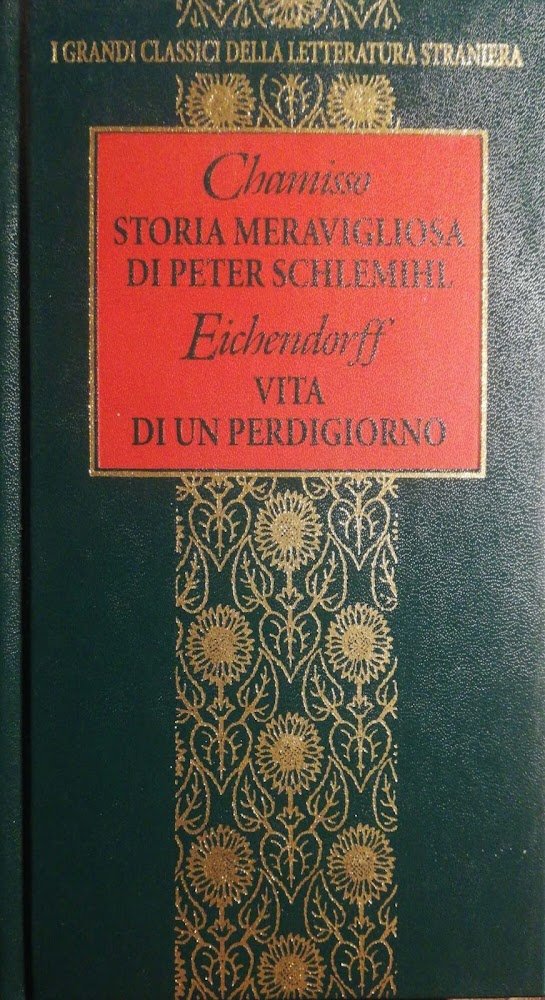 I GRANDI CLASSICI DELLA LETTERATURA STRANIERA
Chamisso
STORIA MERAVIGLIOSA
DI PETER SCHLEMIHL
Eichendorff
VITA
DI UN PERDIGIORNO